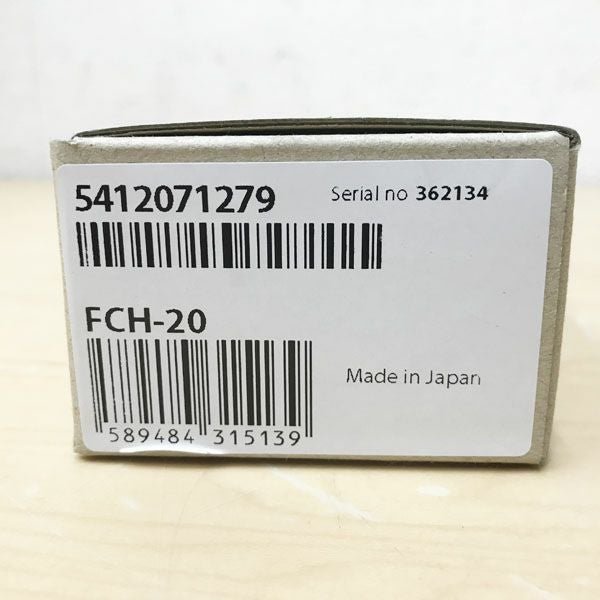 5412071279 Serial no 362134
FCH-20
Made in Japan
589484 315139